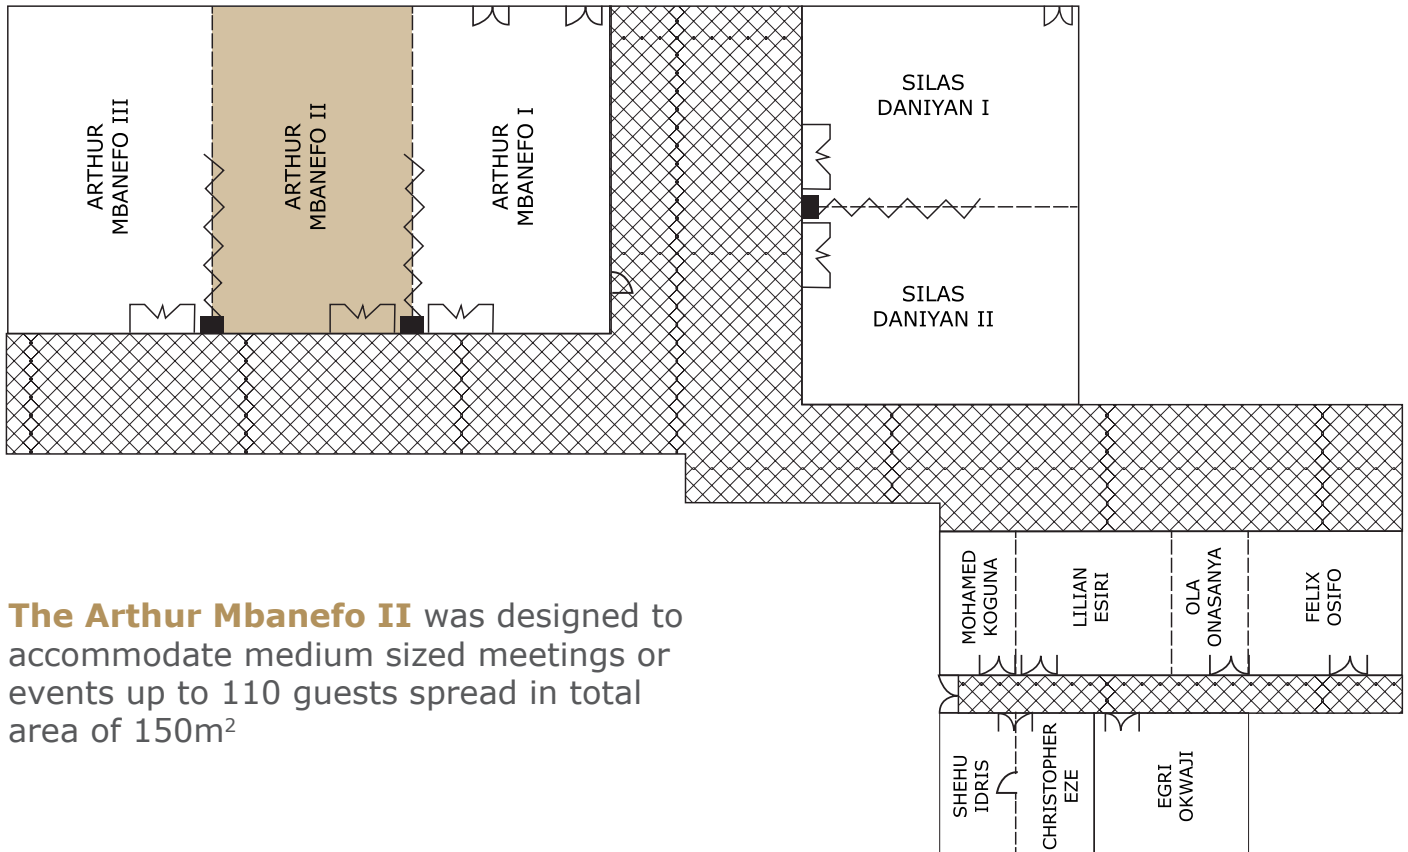 ARTHUR
MBANEFO III
ARTHUR
MBANEFO II
ARTHUR
MBANEFO I
SILAS
DANIYAN I
SILAS
DANIYAN II
MOHAMED
KOGUNA
LILIAN
ESIRI
OLA
ONASANYA
FELIX
OSIFO
SHEHU
IDRIS
CHRISTOPHER
EZE
EGRI
OKWAJI
The Arthur Mbanefo II was designed to
accommodate medium sized meetings or
events up to 110 guests spread in total
area of 150m²